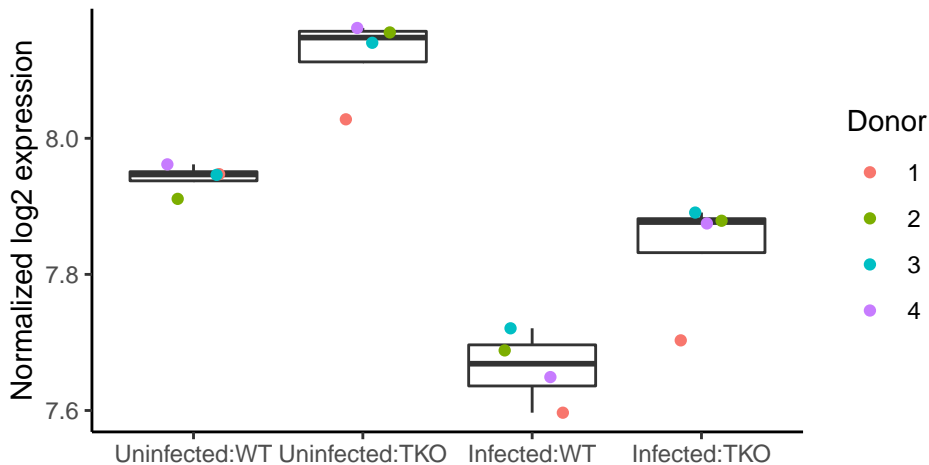 Normalized log2 expression
8.0
7.8
7.6
Uninfected:WT
Uninfected:TKO
Infected:WT
Infected:TKO
Donor
1
2
3
4